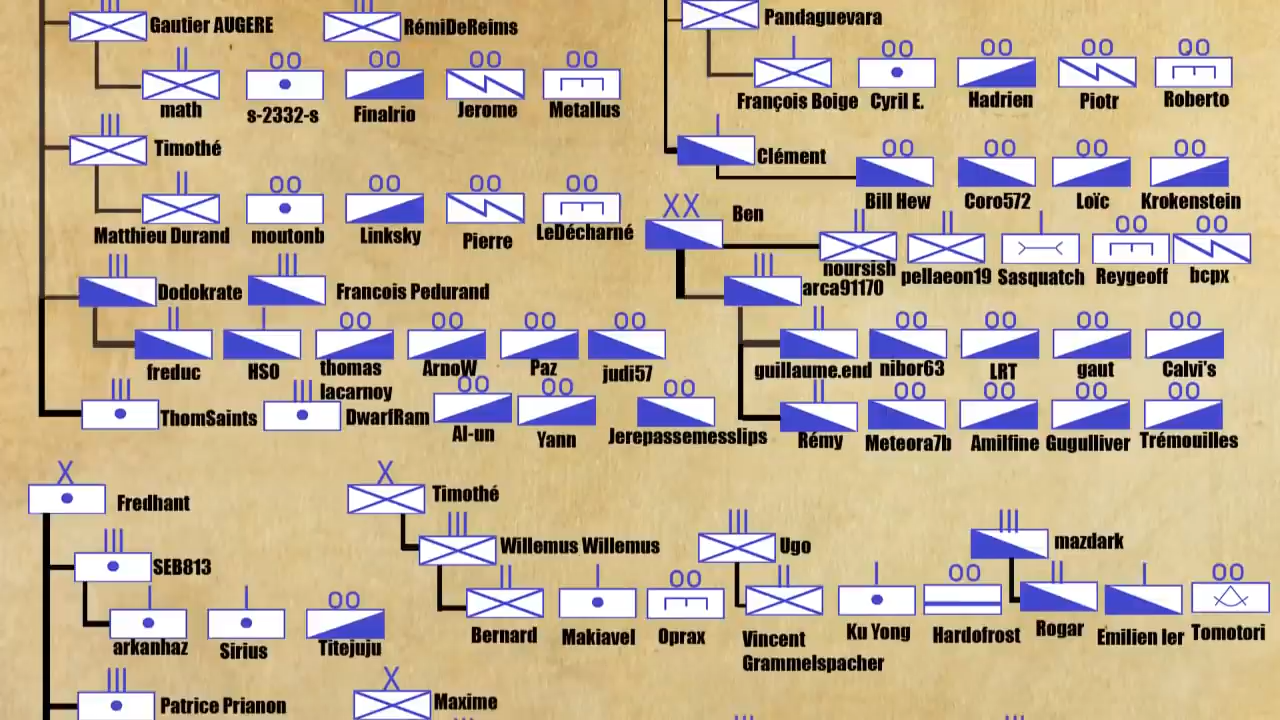 Gautier AUGERE
RémiDeReims
math
s-2332-s
Finalrio
Jerome
Metallus
Timothé
Matthieu Durand
moutonb
Linksky
Pierre
LeDécharné
Dodokrate
Francois Pedurand
freduc
HSO
thomas
lacarnoy
ArnoW
Paz
judi57
ThomSaints
DwarfRam
Al-un
Yann
Jerepassemesslips
Pandaguevara
François Boige
Cyril E.
Hadrien
Piotr
Roberto
Clément
Bill Hew
Coro572
Loïc
Krokenstein
XX
Ben
noursish
pellaeon19
Sasquatch
Reygeoff
bcpx
arca91170
guillaume.end
nibor63
LRT
gaut
Calvi's
Rémy
Meteora7b
Amilfine
Gugulliver
Trémouilles
X
Fredhant
SEB813
arkanhaz
Sirius
Titejuju
Patrice Prianon
X
Timothé
Willemus Willemus
Bernard
Makiavel
Oprax
Ugo
Vincent
Grammelspacher
Ku Yong
Hardofrost
mazdark
Rogar
Emilien Ier
Tomotori
X
Maxime